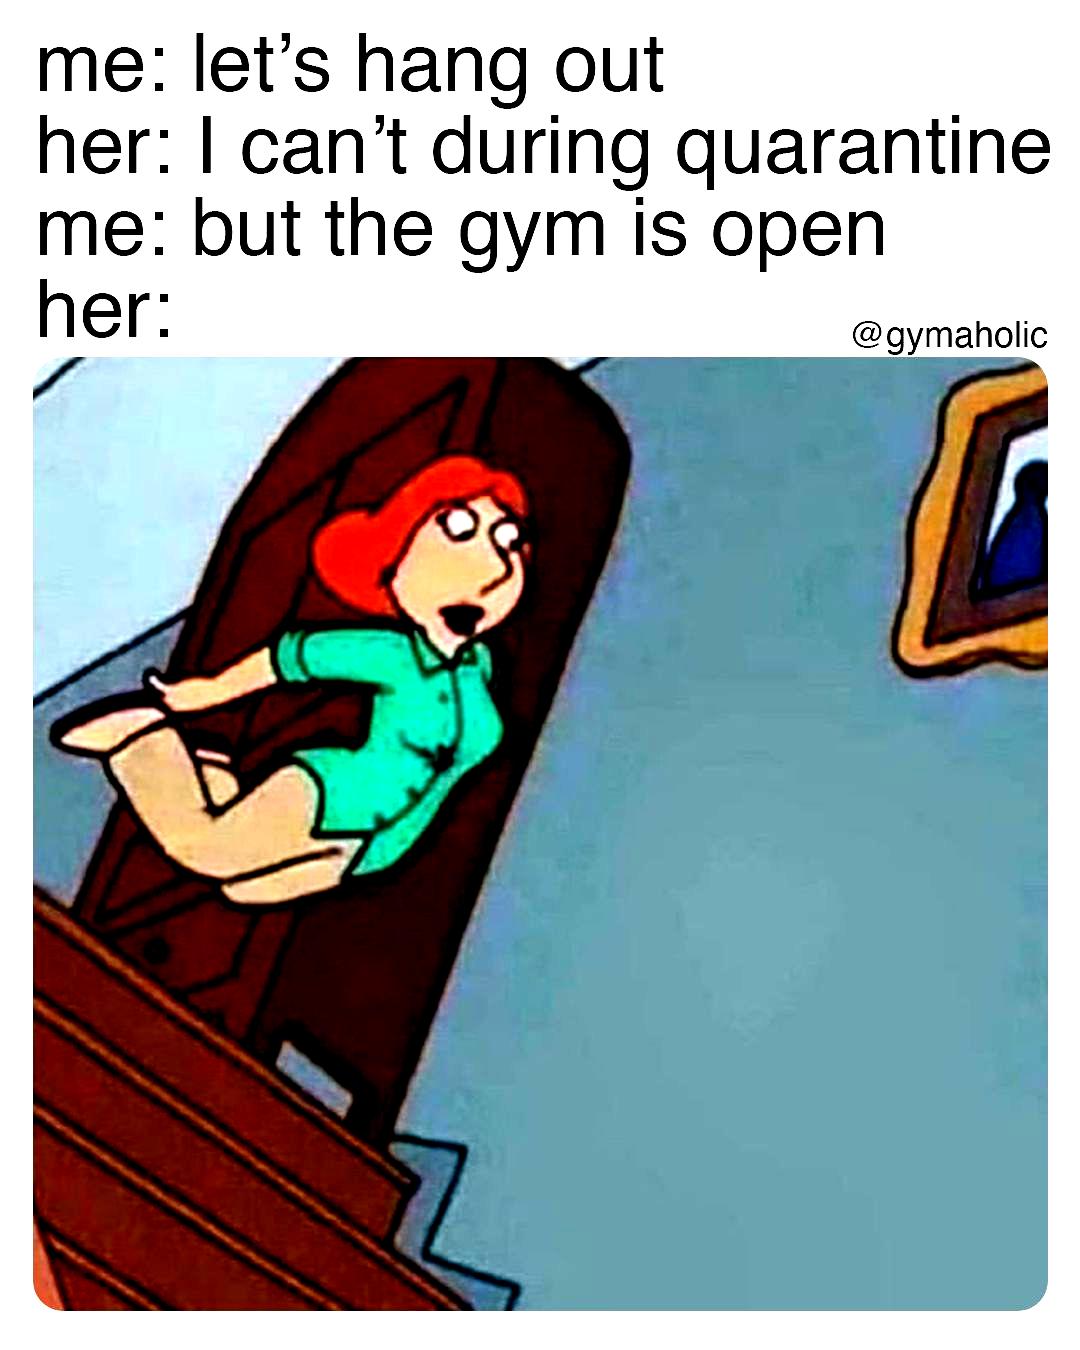 me: let’s hang out
her: I can’t during quarantine
me: but the gym is open
her:
@gymaholic